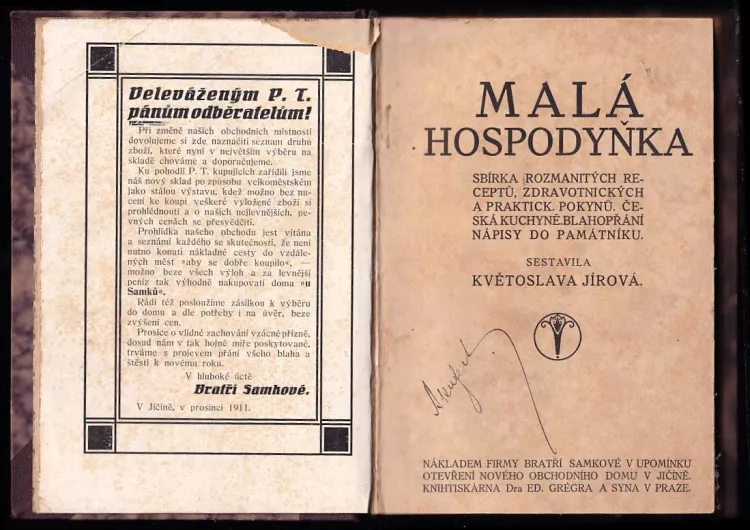 Veleváženým P. T.
pánům odběratelům!
Při změně našich obchodních místností
dovolujeme si zde naznačiti seznam druhů
zboží, které nyní v největším výběru na
skladě chováme a doporučujeme.
Ku pohodlí P. T. kupujících zařídili jsme
náš nový sklad po způsobu velkoměstském
jako stálou výstavu, kdež možno bez nu-
cení ke koupi veškeré vyložené zboží si
prohlédnouti a o našich nejlevnějších, pe-
vných cenách se přesvědčiti.
Prohlídka našeho obchodu jest vítána
a seznámí každého se skutečností, že není
nutno konati nákladné cesty do vzdále-
ných měst »aby se dobře koupilo«, —
možno beze všech výloh a za levnější
peníz tak výhodně nakupovati doma »u
Samků«.
Rádi též posloužíme zásilkou k výběru
do domu a dle potřeby i na úvěr, beze
zvýšení cen.
Prosíce o vlídné zachování vzácné přízně,
dosud nám v tak hojné míře poskytované,
trváme s projevem přání všeho blaha a
štěstí k novému roku.
V hluboké úctě
Bratří Samkové.
V Jičíně, v prosinci 1911.
MALÁ
HOSPODYŇKA
SBÍRKA ROZMANITÝCH RE-
CEPTŮ, ZDRAVOTNICKÝCH
A PRAKTICK. POKYNŮ. ČE-
SKÁ KUCHYNĚ. BLAHOPŘÁNÍ
NÁPISY DO PAMÁTNÍKU.
SESTAVILA
KVĚTOSLAVA JÍROVÁ.
NÁKLADEM FIRMY BRATŘÍ SAMKOVÉ V UPOMÍNKU
OTEVŘENÍ NOVÉHO OBCHODNÍHO DOMU V JIČÍNĚ.
KNIHTISKÁRNA Dra ED. GRÉGRA A SYNA V PRAZE.